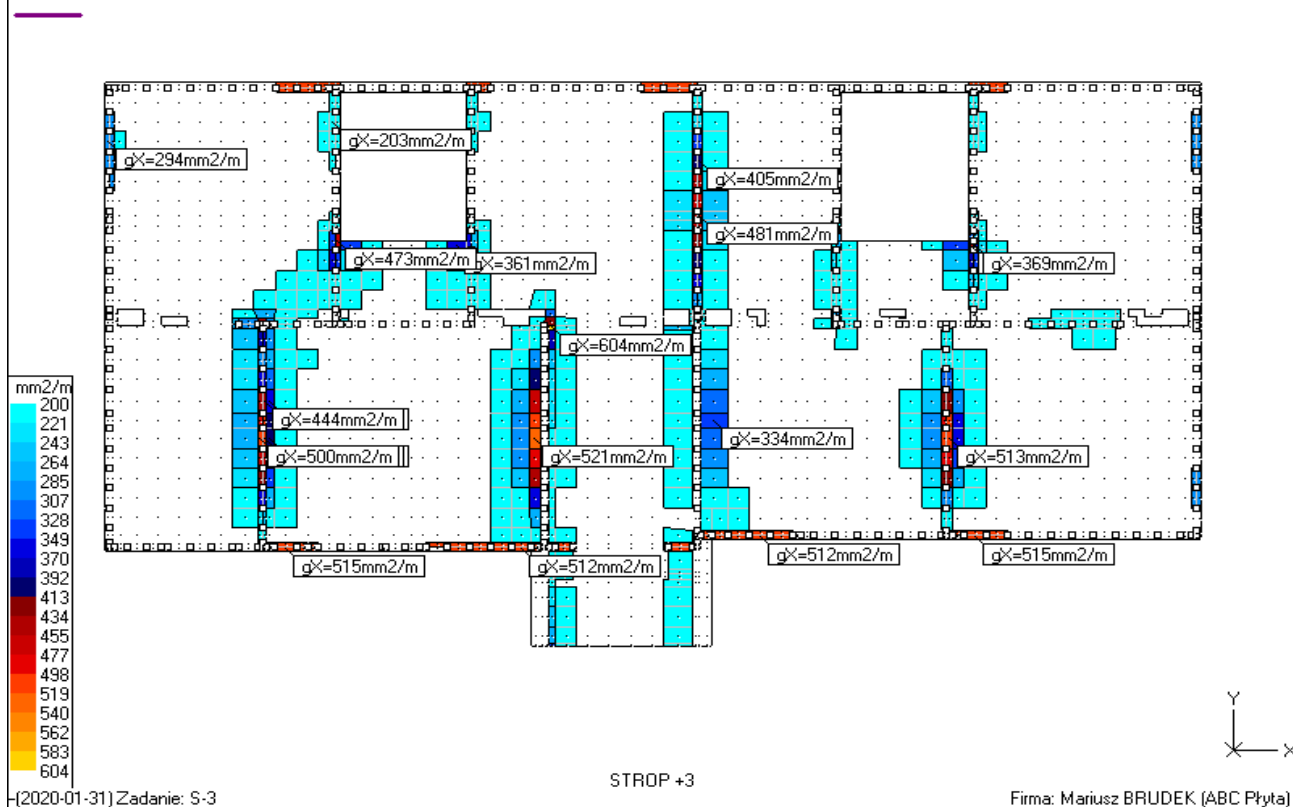 gX=203mm2/m
gX=294mm2/m
gX=405mm2/m
gX=481mm2/m
gX=473mm2/m
gX=361mm2/m
gX=369mm2/m
gX=604mm2/m
mm2/m
200
221
243
264
285
307
328
349
370
392
413
434
455
477
498
519
540
562
583
604
gX=444mm2/m
gX=334mm2/m
gX=500mm2/m
gX=521mm2/m
gX=513mm2/m
gX=515mm2/m
gX=512mm2/m
gX=512mm2/m
gX=515mm2/m
Y
X
STROP +3
(2020-01-31) Zadanie: S-3
Firma: Mariusz BRUDEK (ABC Płyta)